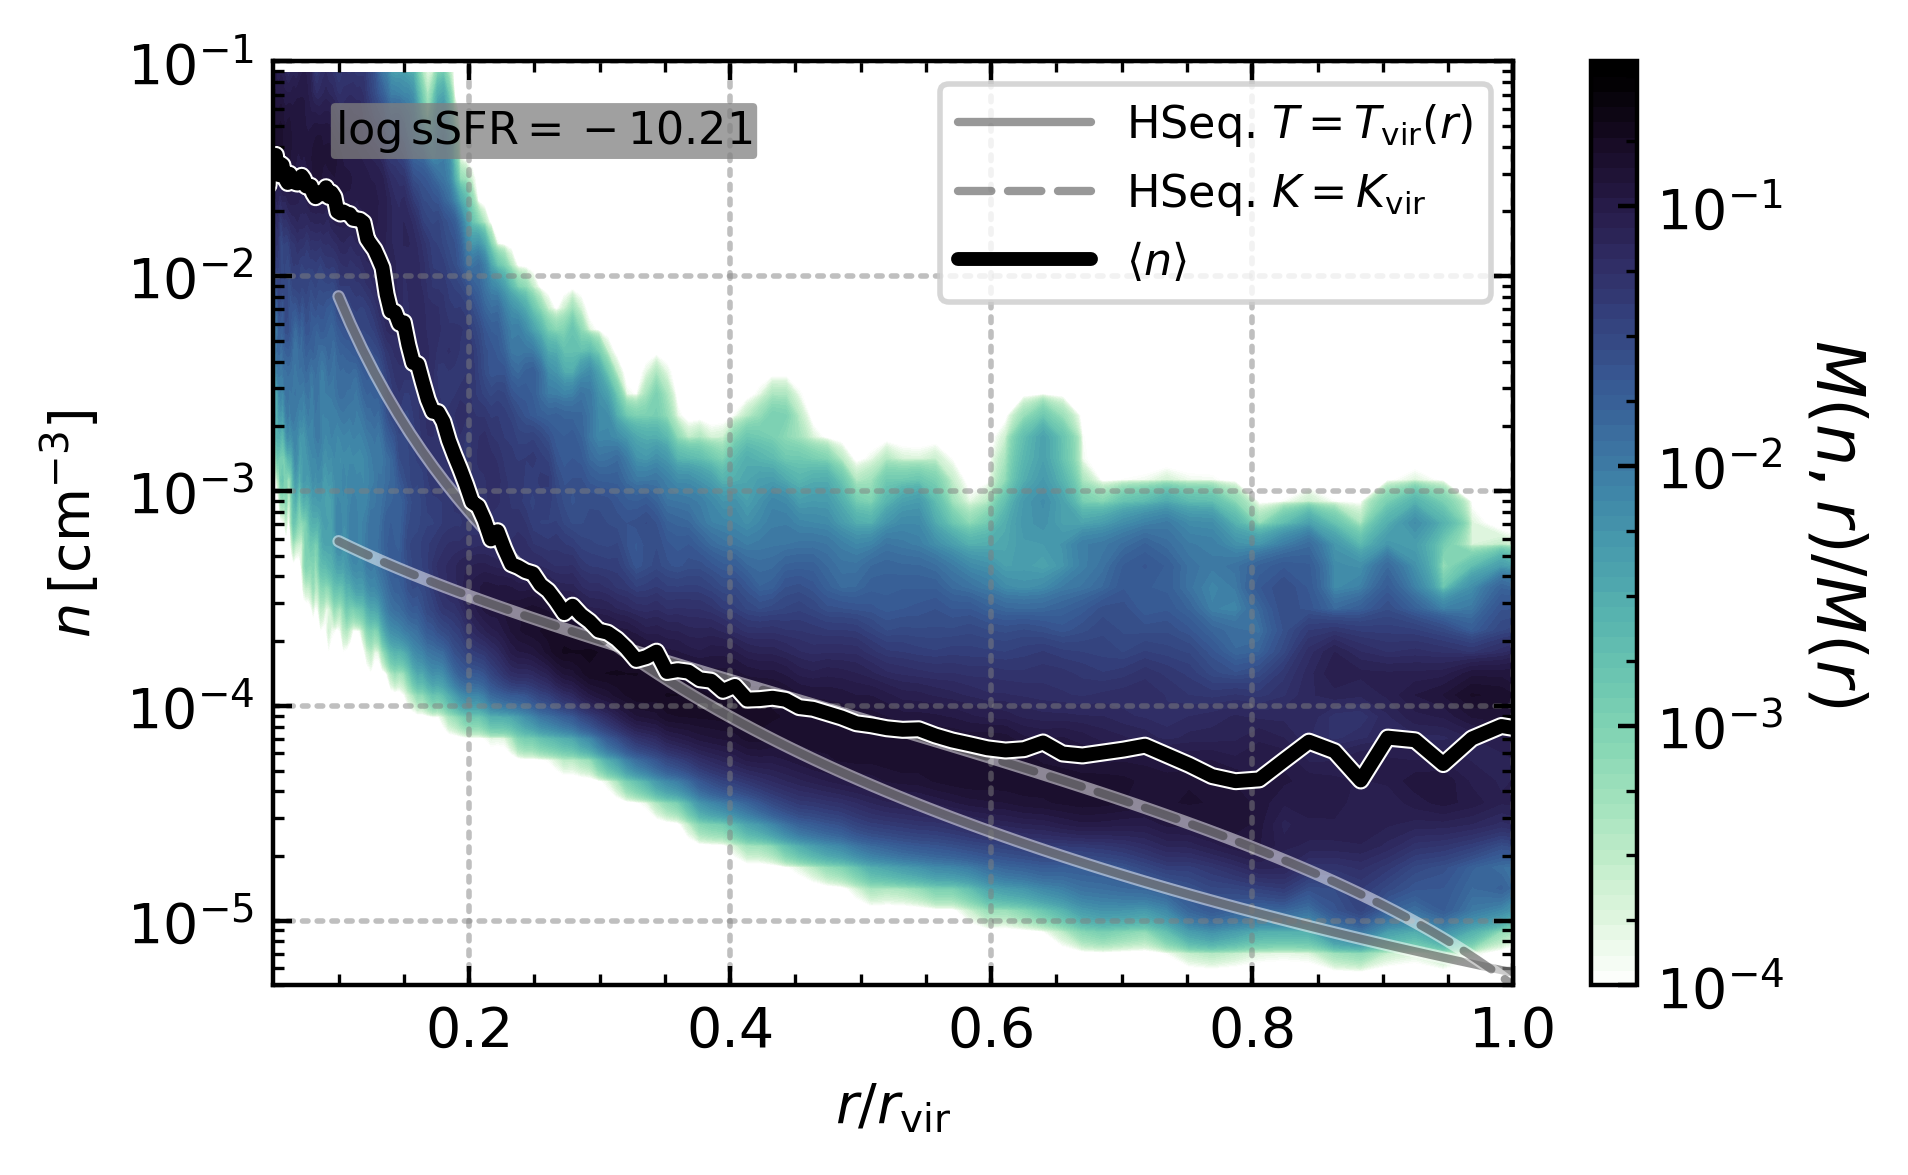 10⁻¹
10⁻²
10⁻³
10⁻⁴
10⁻⁵
n [cm⁻³]
log sSFR = −10.21
HSeq. T = T_vir(r)
HSeq. K = K_vir
⟨n⟩
0.2 0.4 0.6 0.8 1.0
r/r_vir
10⁻¹
10⁻²
10⁻³
10⁻⁴
M(n, r)/M(r)